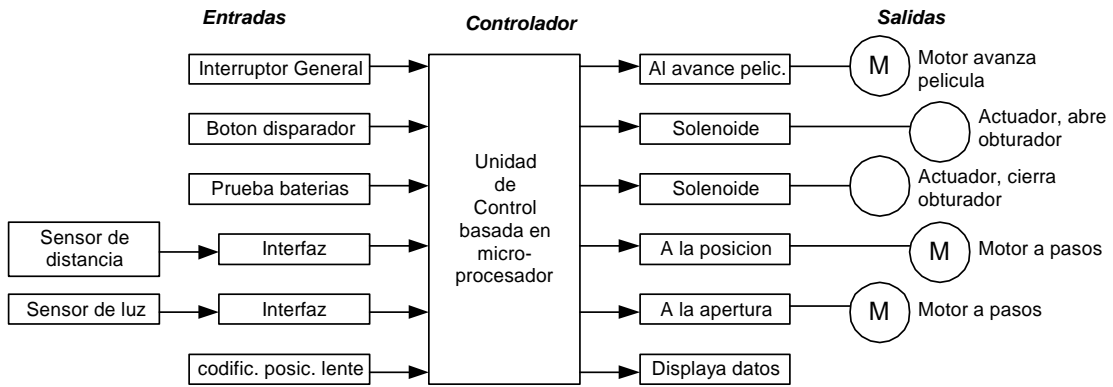 Entradas
Controlador
Salidas
Interruptor General
Al avance pelic.
M
Motor avanza
pelicula
Boton disparador
Solenoide
Actuador, abre
obturador
Prueba baterias
Unidad
de
Control
basada en
micro-
procesador
Solenoide
Actuador, cierra
obturador
Sensor de
distancia
Interfaz
A la posicion
M
Motor a pasos
Sensor de luz
Interfaz
A la apertura
M
Motor a pasos
codific. posic. lente
Displaya datos